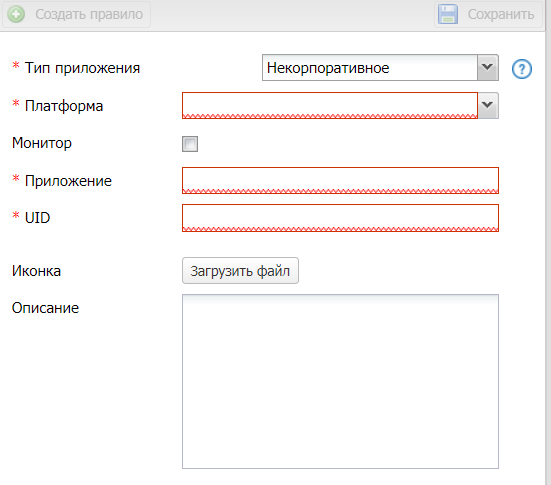 Создать правило Сохранить
* Тип приложения Некорпоративное ?
* Платформа
Монитор
* Приложение
* UID
Иконка Загрузить файл
Описание